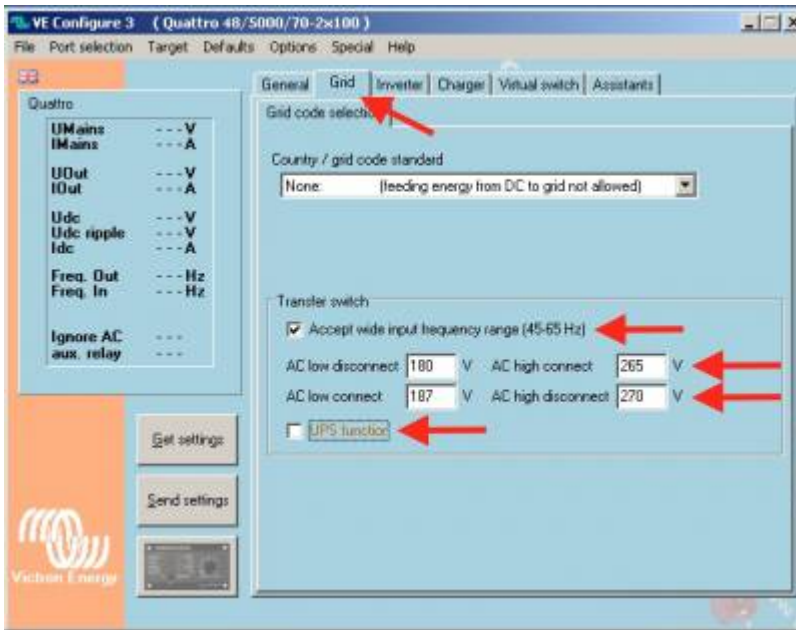 VE Configure 3 ( Quattro 48/5000/70-2x100 )
File Port selection Target Defaults Options Special Help
General Grid Inverter Charger Virtual switch Assistants
Quattro
UMains ---V
IMains ---A
UOut ---V
IOut ---A
Udc ---V
Udc ripple ---V
Idc ---A
Freq. Out ---Hz
Freq. In ---Hz
Ignore AC ---
aux. relay ---
Get settings
Send settings
Victron Energy
Grid code selection
Country / grid code standard
None: (feeding energy from DC to grid not allowed)
Transfer switch
Accept wide input frequency range (45-65 Hz)
AC low disconnect 180 V AC high connect 265 V
AC low connect 187 V AC high disconnect 270 V
UPS function